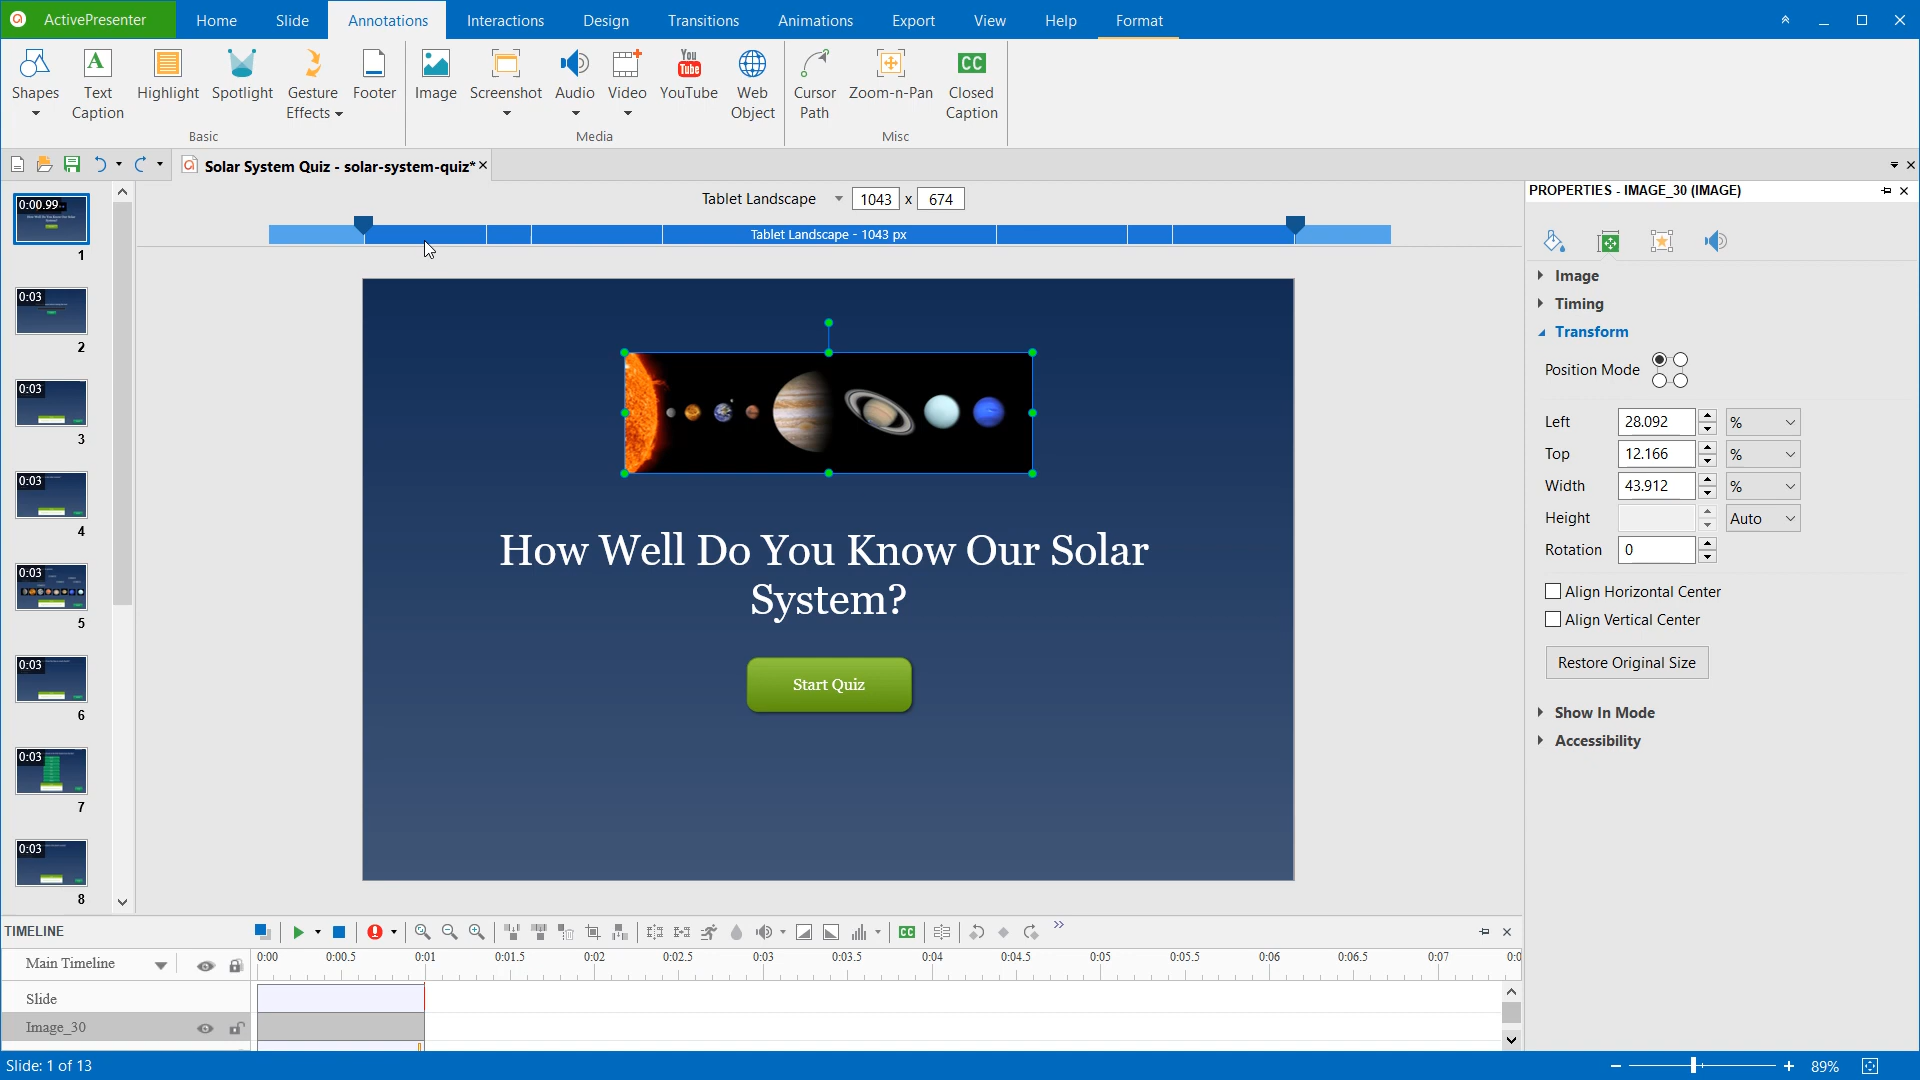 ActivePresenter
Home Slide Annotations Interactions Design Transitions Animations Export View Help Format
Shapes Text Caption Highlight Spotlight Gesture Effects Footer Image Screenshot Audio Video YouTube Web Object Cursor Path Zoom-n-Pan Closed Caption
Basic Media Misc
Solar System Quiz - solar-system-quiz*
Tablet Landscape 1043 x 674
Tablet Landscape - 1043 px
0:00.99..
1
0:03
2
0:03
3
0:03
4
0:03
5
0:03
6
0:03
7
0:03
8
How Well Do You Know Our Solar
System?
Start Quiz
PROPERTIES - IMAGE_30 (IMAGE)
Image
Timing
Transform
Position Mode
Left 28.092 %
Top 12.166 %
Width 43.912 %
Height Auto
Rotation 0
Align Horizontal Center
Align Vertical Center
Restore Original Size
Show In Mode
Accessibility
TIMELINE
CC
Main Timeline
0:00 0:00.5 0:01 0:01.5 0:02 0:02.5 0:03 0:03.5 0:04 0:04.5 0:05 0:05.5 0:06 0:06.5 0:07
Slide
Image_30
Slide: 1 of 13
89%